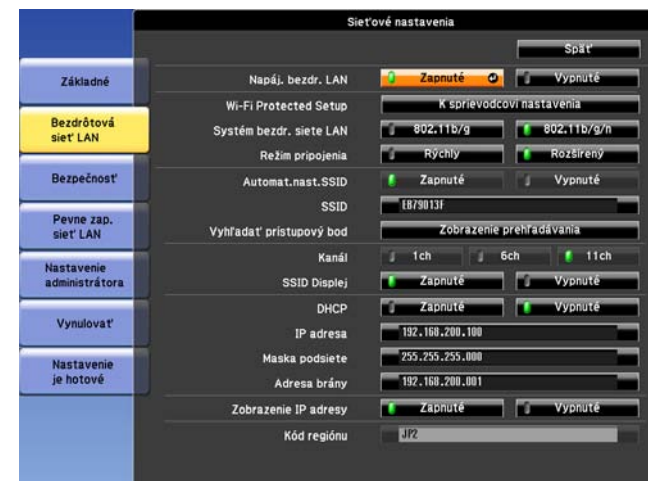 Sieťové nastavenia
Späť
Základné
Bezdrôtová
sieť LAN
Bezpečnosť
Pevne zap.
sieť LAN
Nastavenie
administrátora
Vynulovať
Nastavenie
je hotové
Napáj. bezdr. LAN Zapnuté Vypnuté
Wi-Fi Protected Setup K sprievodcovi nastavenia
Systém bezdr. siete LAN 802.11b/g 802.11b/g/n
Režim pripojenia Rýchly Rozšírený
Automat.nast.SSID Zapnuté Vypnuté
SSID EB79013F
Vyhľadať prístupový bod Zobrazenie prehľadávania
Kanál 1ch 6ch 11ch
SSID Displej Zapnuté Vypnuté
DHCP Zapnuté Vypnuté
IP adresa 192.168.200.100
Maska podsiete 255.255.255.000
Adresa brány 192.168.200.001
Zobrazenie IP adresy Zapnuté Vypnuté
Kód regiónu JP2